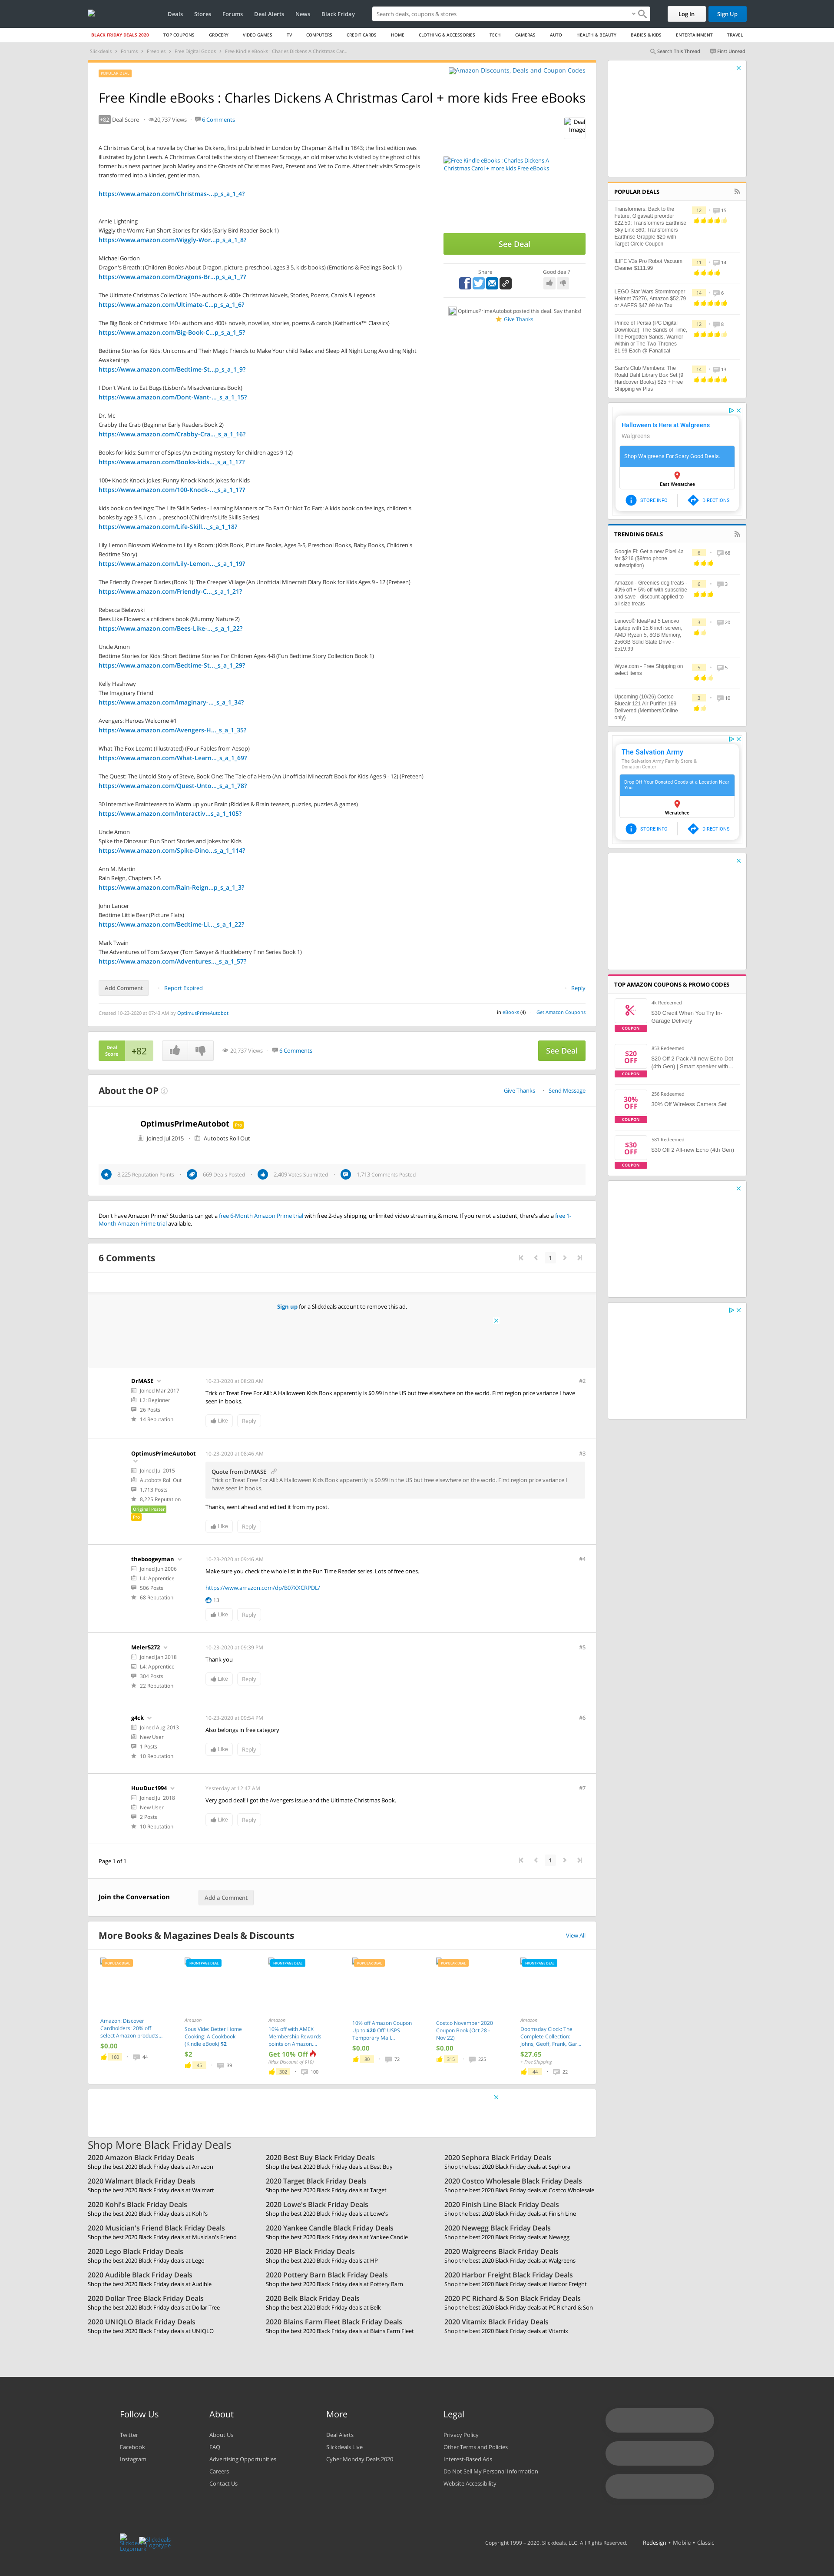 Deals Stores Forums Deal Alerts News Black Friday
Search deals, coupons & stores
Log In
Sign Up
BLACK FRIDAY DEALS 2020 TOP COUPONS GROCERY VIDEO GAMES TV COMPUTERS CREDIT CARDS HOME CLOTHING & ACCESSORIES TECH CAMERAS AUTO HEALTH & BEAUTY BABIES & KIDS ENTERTAINMENT TRAVEL
Slickdeals Forums Freebies Free Digital Goods Free Kindle eBooks : Charles Dickens A Christmas Car...
Search This Thread First Unread
POPULAR DEAL
Amazon Discounts, Deals and Coupon Codes
Free Kindle eBooks : Charles Dickens A Christmas Carol + more kids Free eBooks
+82 Deal Score 20,737 Views 6 Comments
Deal Image
A Christmas Carol, is a novella by Charles Dickens, first published in London by Chapman & Hall in 1843; the first edition was
illustrated by John Leech. A Christmas Carol tells the story of Ebenezer Scrooge, an old miser who is visited by the ghost of his former
business partner Jacob Marley and the Ghosts of Christmas Past, Present and Yet to Come. After their visits Scrooge is
transformed into a kinder, gentler man.
https://www.amazon.com/Christmas-...p_s_a_1_4?
Free Kindle eBooks : Charles Dickens A Christmas Carol + more kids Free eBooks
See Deal
Share
Good deal?
OptimusPrimeAutobot posted this deal. Say thanks!
Give Thanks
Arnie Lightning
Wiggly the Worm: Fun Short Stories for Kids (Early Bird Reader Book 1)
https://www.amazon.com/Wiggly-Wor...p_s_a_1_8?
Michael Gordon
Dragon's Breath: (Children Books About Dragon, picture, preschool, ages 3 5, kids books) (Emotions & Feelings Book 1)
https://www.amazon.com/Dragons-Br...p_s_a_1_7?
The Ultimate Christmas Collection: 150+ authors & 400+ Christmas Novels, Stories, Poems, Carols & Legends
https://www.amazon.com/Ultimate-C...p_s_a_1_6?
The Big Book of Christmas: 140+ authors and 400+ novels, novellas, stories, poems & carols (KathartikaTM Classics)
https://www.amazon.com/Big-Book-C...p_s_a_1_5?
Bedtime Stories for Kids: Unicorns and Their Magic Friends to Make Your child Relax and Sleep All Night Long Avoiding Night
Awakenings
https://www.amazon.com/Bedtime-St...p_s_a_1_9?
I Don't Want to Eat Bugs (Lisbon's Misadventures Book)
https://www.amazon.com/Dont-Want-..._s_a_1_15?
Dr. Mc
Crabby the Crab (Beginner Early Readers Book 2)
https://www.amazon.com/Crabby-Cra..._s_a_1_16?
Books for kids: Summer of Spies (An exciting mystery for children ages 9-12)
https://www.amazon.com/Books-kids..._s_a_1_17?
100+ Knock Knock Jokes: Funny Knock Knock Jokes for Kids
https://www.amazon.com/100-Knock-..._s_a_1_17?
kids book on feelings: The Life Skills Series - Learning Manners or To Fart Or Not To Fart: A kids book on feelings, children's
books by age 3 5, i can ... preschool (Children's Life Skills Series)
https://www.amazon.com/Life-Skill..._s_a_1_18?
Lily Lemon Blossom Welcome to Lily's Room: (Kids Book, Picture Books, Ages 3-5, Preschool Books, Baby Books, Children's
Bedtime Story)
https://www.amazon.com/Lily-Lemon..._s_a_1_19?
The Friendly Creeper Diaries (Book 1): The Creeper Village (An Unofficial Minecraft Diary Book for Kids Ages 9 - 12 (Preteen)
https://www.amazon.com/Friendly-C..._s_a_1_21?
Rebecca Bielawski
Bees Like Flowers: a childrens book (Mummy Nature 2)
https://www.amazon.com/Bees-Like-..._s_a_1_22?
Uncle Amon
Bedtime Stories for Kids: Short Bedtime Stories For Children Ages 4-8 (Fun Bedtime Story Collection Book 1)
https://www.amazon.com/Bedtime-St..._s_a_1_29?
Kelly Hashway
The Imaginary Friend
https://www.amazon.com/Imaginary-..._s_a_1_34?
Avengers: Heroes Welcome #1
https://www.amazon.com/Avengers-H..._s_a_1_35?
What The Fox Learnt (Illustrated) (Four Fables from Aesop)
https://www.amazon.com/What-Learn..._s_a_1_69?
The Quest: The Untold Story of Steve, Book One: The Tale of a Hero (An Unofficial Minecraft Book for Kids Ages 9 - 12) (Preteen)
https://www.amazon.com/Quest-Unto..._s_a_1_78?
30 Interactive Brainteasers to Warm up your Brain (Riddles & Brain teasers, puzzles, puzzles & games)
https://www.amazon.com/Interactiv...s_a_1_105?
Uncle Amon
Spike the Dinosaur: Fun Short Stories and Jokes for Kids
https://www.amazon.com/Spike-Dino...s_a_1_114?
Ann M. Martin
Rain Reign, Chapters 1-5
https://www.amazon.com/Rain-Reign...p_s_a_1_3?
John Lancer
Bedtime Little Bear (Picture Flats)
https://www.amazon.com/Bedtime-Li..._s_a_1_22?
Mark Twain
The Adventures of Tom Sawyer (Tom Sawyer & Huckleberry Finn Series Book 1)
https://www.amazon.com/Adventures..._s_a_1_57?
Add Comment Report Expired Reply
Created 10-23-2020 at 07:43 AM by OptimusPrimeAutobot
in eBooks (4) Get Amazon Coupons
Deal Score +82 20,737 Views 6 Comments See Deal
About the OP
Give Thanks Send Message
OptimusPrimeAutobot Pro
Joined Jul 2015 Autobots Roll Out
8,225 Reputation Points 669 Deals Posted 2,409 Votes Submitted 1,713 Comments Posted
Don't have Amazon Prime? Students can get a free 6-Month Amazon Prime trial with free 2-day shipping, unlimited video streaming & more. If you're not a student, there's also a free 1-
Month Amazon Prime trial available.
6 Comments
1
Sign up for a Slickdeals account to remove this ad.
DrMASE
Joined Mar 2017
L2: Beginner
26 Posts
14 Reputation
10-23-2020 at 08:28 AM
#2
Trick or Treat Free For All!: A Halloween Kids Book apparently is $0.99 in the US but free elsewhere on the world. First region price variance I have
seen in books.
Like Reply
OptimusPrimeAutobot
Joined Jul 2015
Autobots Roll Out
1,713 Posts
8,225 Reputation
Original Poster
Pro
10-23-2020 at 08:46 AM
#3
Quote from DrMASE
Trick or Treat Free For All!: A Halloween Kids Book apparently is $0.99 in the US but free elsewhere on the world. First region price variance I
have seen in books.
Thanks, went ahead and edited it from my post.
Like Reply
theboogeyman
Joined Jun 2006
L4: Apprentice
506 Posts
68 Reputation
10-23-2020 at 09:46 AM
#4
Make sure you check the whole list in the Fun Time Reader series. Lots of free ones.
https://www.amazon.com/dp/B07XXCRPDL/
13
Like Reply
Meier5272
Joined Jan 2018
L4: Apprentice
304 Posts
22 Reputation
10-23-2020 at 09:39 PM
#5
Thank you
Like Reply
g4ck
Joined Aug 2013
New User
1 Posts
10 Reputation
10-23-2020 at 09:54 PM
#6
Also belongs in free category
Like Reply
HuuDuc1994
Joined Jul 2018
New User
2 Posts
10 Reputation
Yesterday at 12:47 AM
#7
Very good deal! I got the Avengers issue and the Ultimate Christmas Book.
Like Reply
Page 1 of 1
1
Join the Conversation
Add a Comment
More Books & Magazines Deals & Discounts
View All
POPULAR DEAL
Amazon: Discover Cardholders: 20% off select Amazon products...
$0.00
160 44
FRONTPAGE DEAL
Amazon
Sous Vide: Better Home Cooking: A Cookbook (Kindle eBook) $2
$2
45 39
FRONTPAGE DEAL
Amazon
10% off with AMEX Membership Rewards points on Amazon....
Get 10% Off
(Max Discount of $15)
302 100
POPULAR DEAL
10% off Amazon Coupon Up to $20 Off! USPS Temporary Mail...
$0.00
80 72
POPULAR DEAL
Costco November 2020 Coupon Book (Oct 28 - Nov 22)
$0.00
315 225
FRONTPAGE DEAL
Amazon
Doomsday Clock: The Complete Collection: Johns, Geoff, Frank, Gar...
$27.65
+ Free Shipping
44 22
POPULAR DEALS
Transformers: Back to the Future, Gigawatt preorder $22.50; Transformers Earthrise Sky Linx $60; Transformers Earthrise Grapple $20 with Target Circle Coupon
12 15
ILIFE V3s Pro Robot Vacuum Cleaner $111.99
11 14
LEGO Star Wars Stormtrooper Helmet 75276, Amazon $52.79 or AAFES $47.99 No Tax
14 6
Prince of Persia (PC Digital Download): The Sands of Time, The Forgotten Sands, Warrior Within or The Two Thrones $1.99 Each @ Fanatical
12 8
Sam's Club Members: The Roald Dahl Library Box Set (9 Hardcover Books) $25 + Free Shipping w/ Plus
14 13
Halloween Is Here at Walgreens
Walgreens
Shop Walgreens For Scary Good Deals.
East Wenatchee
STORE INFO DIRECTIONS
TRENDING DEALS
Google Fi: Get a new Pixel 4a for $216 ($9/mo phone subscription)
6 68
Amazon - Greenies dog treats - 40% off + 5% off with subscribe and save - discount applied to all size treats
6 3
Lenovo® IdeaPad 5 Lenovo Laptop with 15.6 inch screen, AMD Ryzen 5, 8GB Memory, 256GB Solid State Drive - $519.99
3 20
Wyze.com - Free Shipping on select items
5 5
Upcoming (10/26) Costco Blueair 121 Air Purifier 199 Delivered (Members/Online only)
3 10
The Salvation Army
The Salvation Army Family Store & Donation Center
Drop Off Your Donated Goods at a Location Near You
Wenatchee
STORE INFO DIRECTIONS
TOP AMAZON COUPONS & PROMO CODES
COUPON
4k Redeemed
$30 Credit When You Try In-Garage Delivery
$20 OFF
COUPON
853 Redeemed
$20 Off 2 Pack All-new Echo Dot (4th Gen) | Smart speaker with...
30% OFF
COUPON
256 Redeemed
30% Off Wireless Camera Set
$30 OFF
COUPON
581 Redeemed
$30 Off 2 All-new Echo (4th Gen)
Shop More Black Friday Deals
2020 Amazon Black Friday Deals
Shop the best 2020 Black Friday deals at Amazon
2020 Best Buy Black Friday Deals
Shop the best 2020 Black Friday deals at Best Buy
2020 Sephora Black Friday Deals
Shop the best 2020 Black Friday deals at Sephora
2020 Walmart Black Friday Deals
Shop the best 2020 Black Friday deals at Walmart
2020 Target Black Friday Deals
Shop the best 2020 Black Friday deals at Target
2020 Costco Wholesale Black Friday Deals
Shop the best 2020 Black Friday deals at Costco Wholesale
2020 Kohl's Black Friday Deals
Shop the best 2020 Black Friday deals at Kohl's
2020 Lowe's Black Friday Deals
Shop the best 2020 Black Friday deals at Lowe's
2020 Finish Line Black Friday Deals
Shop the best 2020 Black Friday deals at Finish Line
2020 Musician's Friend Black Friday Deals
Shop the best 2020 Black Friday deals at Musician's Friend
2020 Yankee Candle Black Friday Deals
Shop the best 2020 Black Friday deals at Yankee Candle
2020 Newegg Black Friday Deals
Shop the best 2020 Black Friday deals at Newegg
2020 Lego Black Friday Deals
Shop the best 2020 Black Friday deals at Lego
2020 HP Black Friday Deals
Shop the best 2020 Black Friday deals at HP
2020 Walgreens Black Friday Deals
Shop the best 2020 Black Friday deals at Walgreens
2020 Audible Black Friday Deals
Shop the best 2020 Black Friday deals at Audible
2020 Pottery Barn Black Friday Deals
Shop the best 2020 Black Friday deals at Pottery Barn
2020 Harbor Freight Black Friday Deals
Shop the best 2020 Black Friday deals at Harbor Freight
2020 Dollar Tree Black Friday Deals
Shop the best 2020 Black Friday deals at Dollar Tree
2020 Belk Black Friday Deals
Shop the best 2020 Black Friday deals at Belk
2020 PC Richard & Son Black Friday Deals
Shop the best 2020 Black Friday deals at PC Richard & Son
2020 UNIQLO Black Friday Deals
Shop the best 2020 Black Friday deals at UNIQLO
2020 Blains Farm Fleet Black Friday Deals
Shop the best 2020 Black Friday deals at Blains Farm Fleet
2020 Vitamix Black Friday Deals
Shop the best 2020 Black Friday deals at Vitamix
Follow Us
Twitter
Facebook
Instagram
About
About Us
FAQ
Advertising Opportunities
Careers
Contact Us
More
Deal Alerts
Slickdeals Live
Cyber Monday Deals 2020
Legal
Privacy Policy
Other Terms and Policies
Interest-Based Ads
Do Not Sell My Personal Information
Website Accessibility
Slickdeals Logomark
Slickdeals Logotype
Copyright 1999 – 2020. Slickdeals, LLC. All Rights Reserved. Redesign • Mobile • Classic